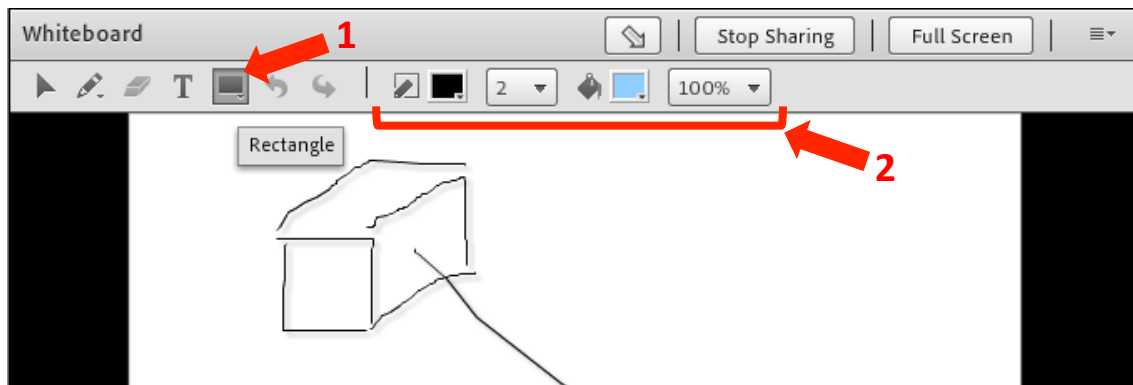 Whiteboard
1
Stop Sharing
Full Screen
T
2
100%
Rectangle
2